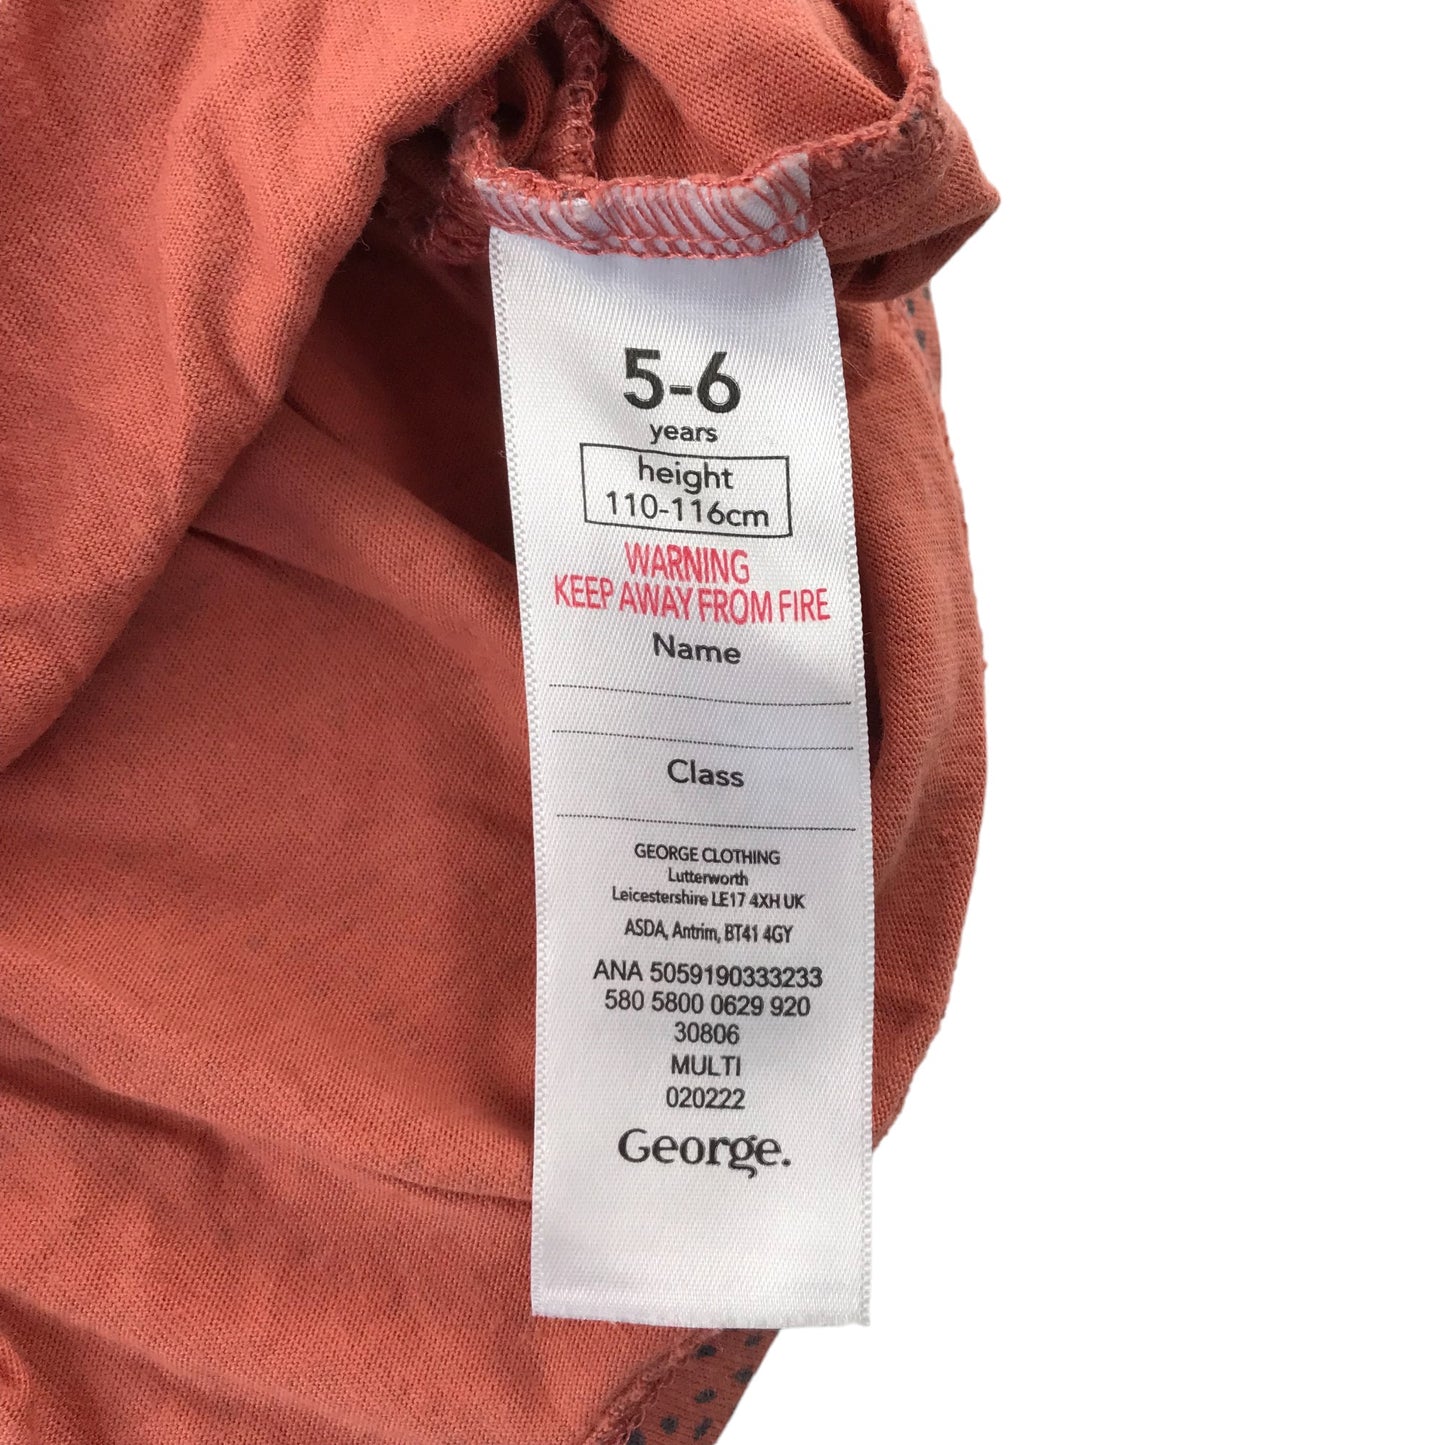 5-6
years
height
110-116cm
WARNING
KEEP AWAY FROM FIRE
Name
Class
GEORGE CLOTHING
Lutterworth
Leicestershire LE17 4XH UK
ASDA, Antrim, BT41 4GY
ANA 5059190333233
580 5800 0629 920
30806
MULTI
020222
George.